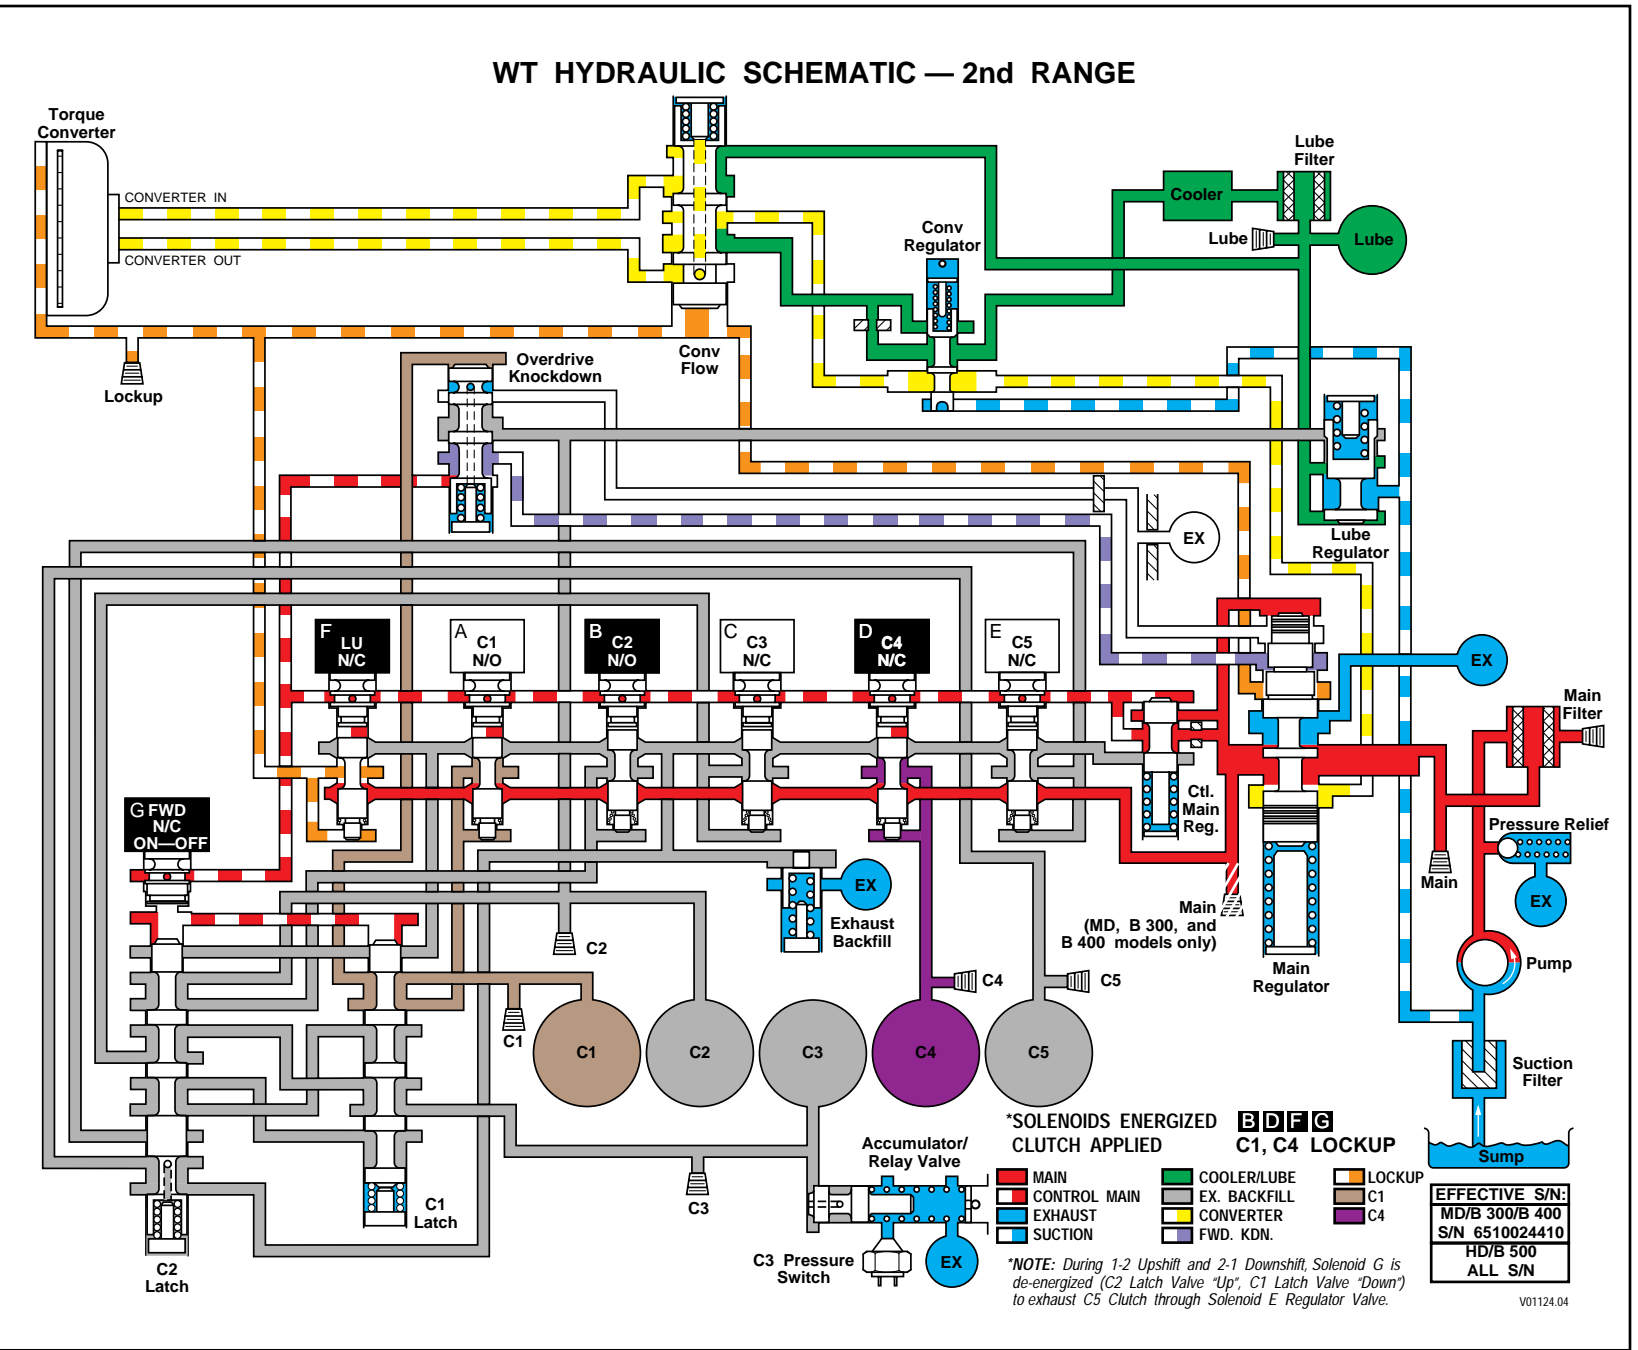 WT HYDRAULIC SCHEMATIC — 2nd RANGE
Torque
Converter
CONVERTER IN
CONVERTER OUT
Lockup
Conv
Flow
Overdrive
Knockdown
Conv
Regulator
Cooler
Lube
Filter
Lube
Lube
Lube
Regulator
EX
F
LU
N/C
A
C1
N/O
B
C2
N/O
C
C3
N/C
D
C4
N/C
E
C5
N/C
EX
Main
Filter
Ctl.
Main
Reg.
G FWD
N/C
ON—OFF
Pressure Relief
EX
Main
EX
Exhaust
Backfill
Main
(MD, B 300, and
B 400 models only)
Main
Regulator
Pump
C2
C4
C5
C1
C1
C2
C3
C4
C5
Suction
Filter
Sump
C1
Latch
C2
Latch
C3
Accumulator/
Relay Valve
C3 Pressure
Switch
EX
*SOLENOIDS ENERGIZED B D F G
CLUTCH APPLIED C1, C4 LOCKUP
MAIN
CONTROL MAIN
EXHAUST
SUCTION
COOLER/LUBE
EX. BACKFILL
CONVERTER
FWD. KDN.
LOCKUP
C1
C4
*NOTE: During 1-2 Upshift and 2-1 Downshift, Solenoid G is
de-energized (C2 Latch Valve "Up", C1 Latch Valve "Down")
to exhaust C5 Clutch through Solenoid E Regulator Valve.
EFFECTIVE S/N:
MD/B 300/B 400
S/N 6510024410
HD/B 500
ALL S/N
V01124.04